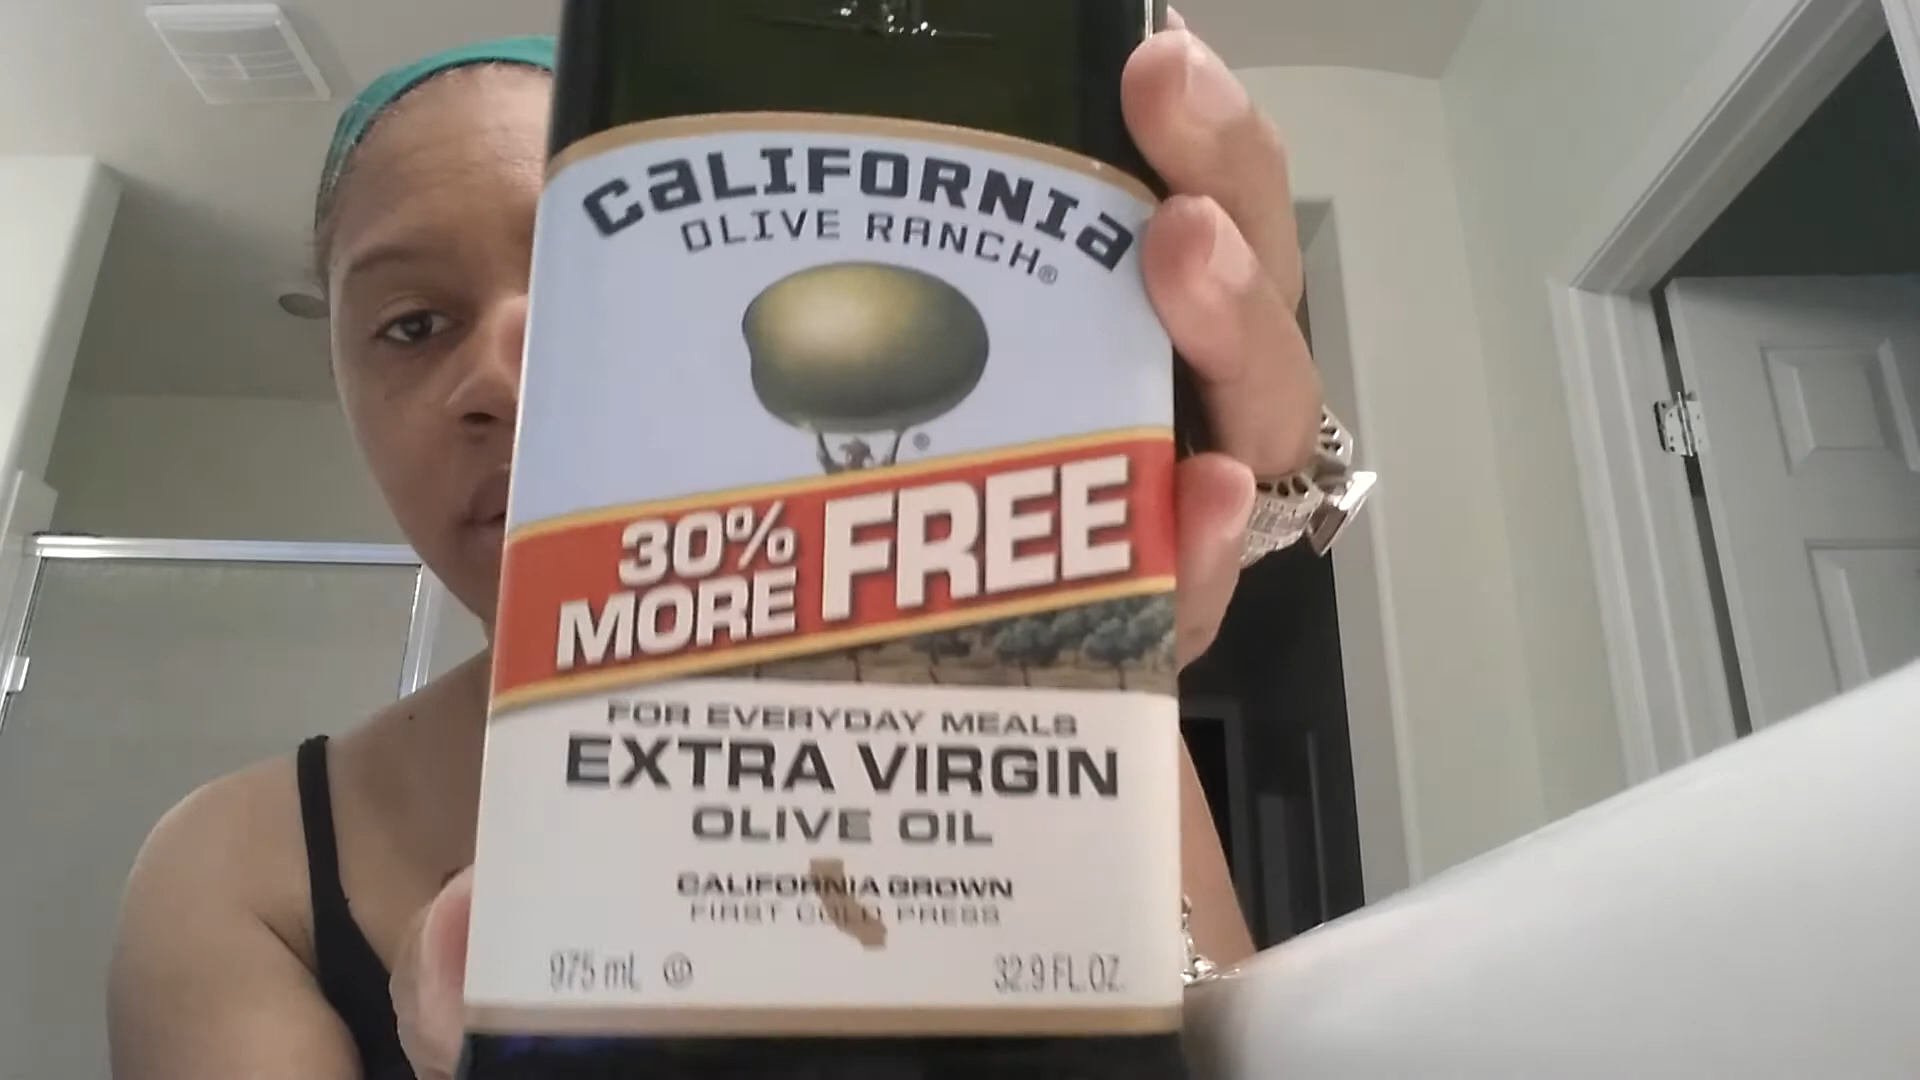 CaLIFORNIa
OLIVE RANCH®
®
30%
MORE FREE
FOR EVERYDAY MEALS
EXTRA VIRGIN
OLIVE OIL
CALIFORNIA GROWN
FIRST COLD PRESS
975 mL Ⓤ 32.9 FL.OZ.